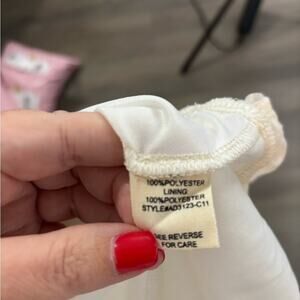 100%POLYESTER
LINING
100%POLYESTER
STYLE#AD3123-C11
SEE REVERSE
FOR CARE